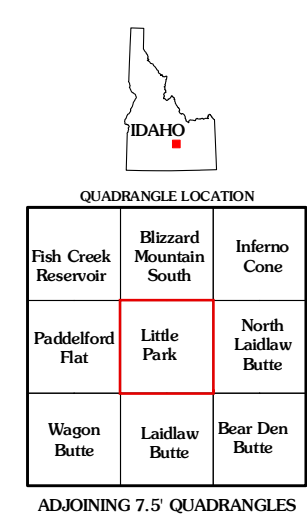 IDAHO
QUADRANGLE LOCATION
Fish Creek
Reservoir
Blizzard
Mountain
South
Inferno
Cone
Paddelford
Flat
Little
Park
North
Laidlaw
Butte
Wagon
Butte
Laidlaw
Butte
Bear Den
Butte
ADJOINING 7.5' QUADRANGLES